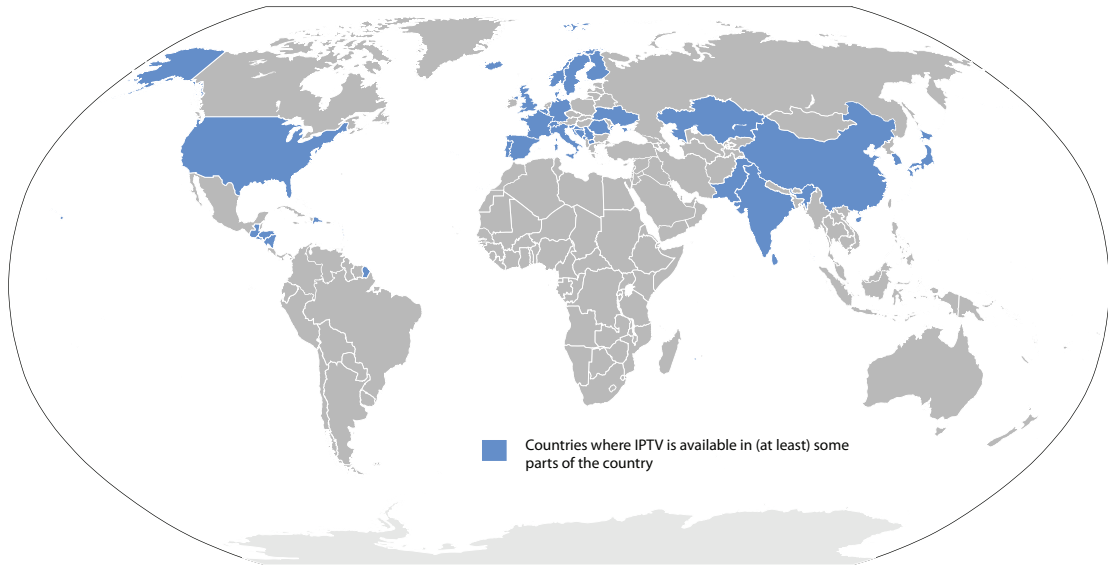 Countries where IPTV is available in (at least) some
parts of the country